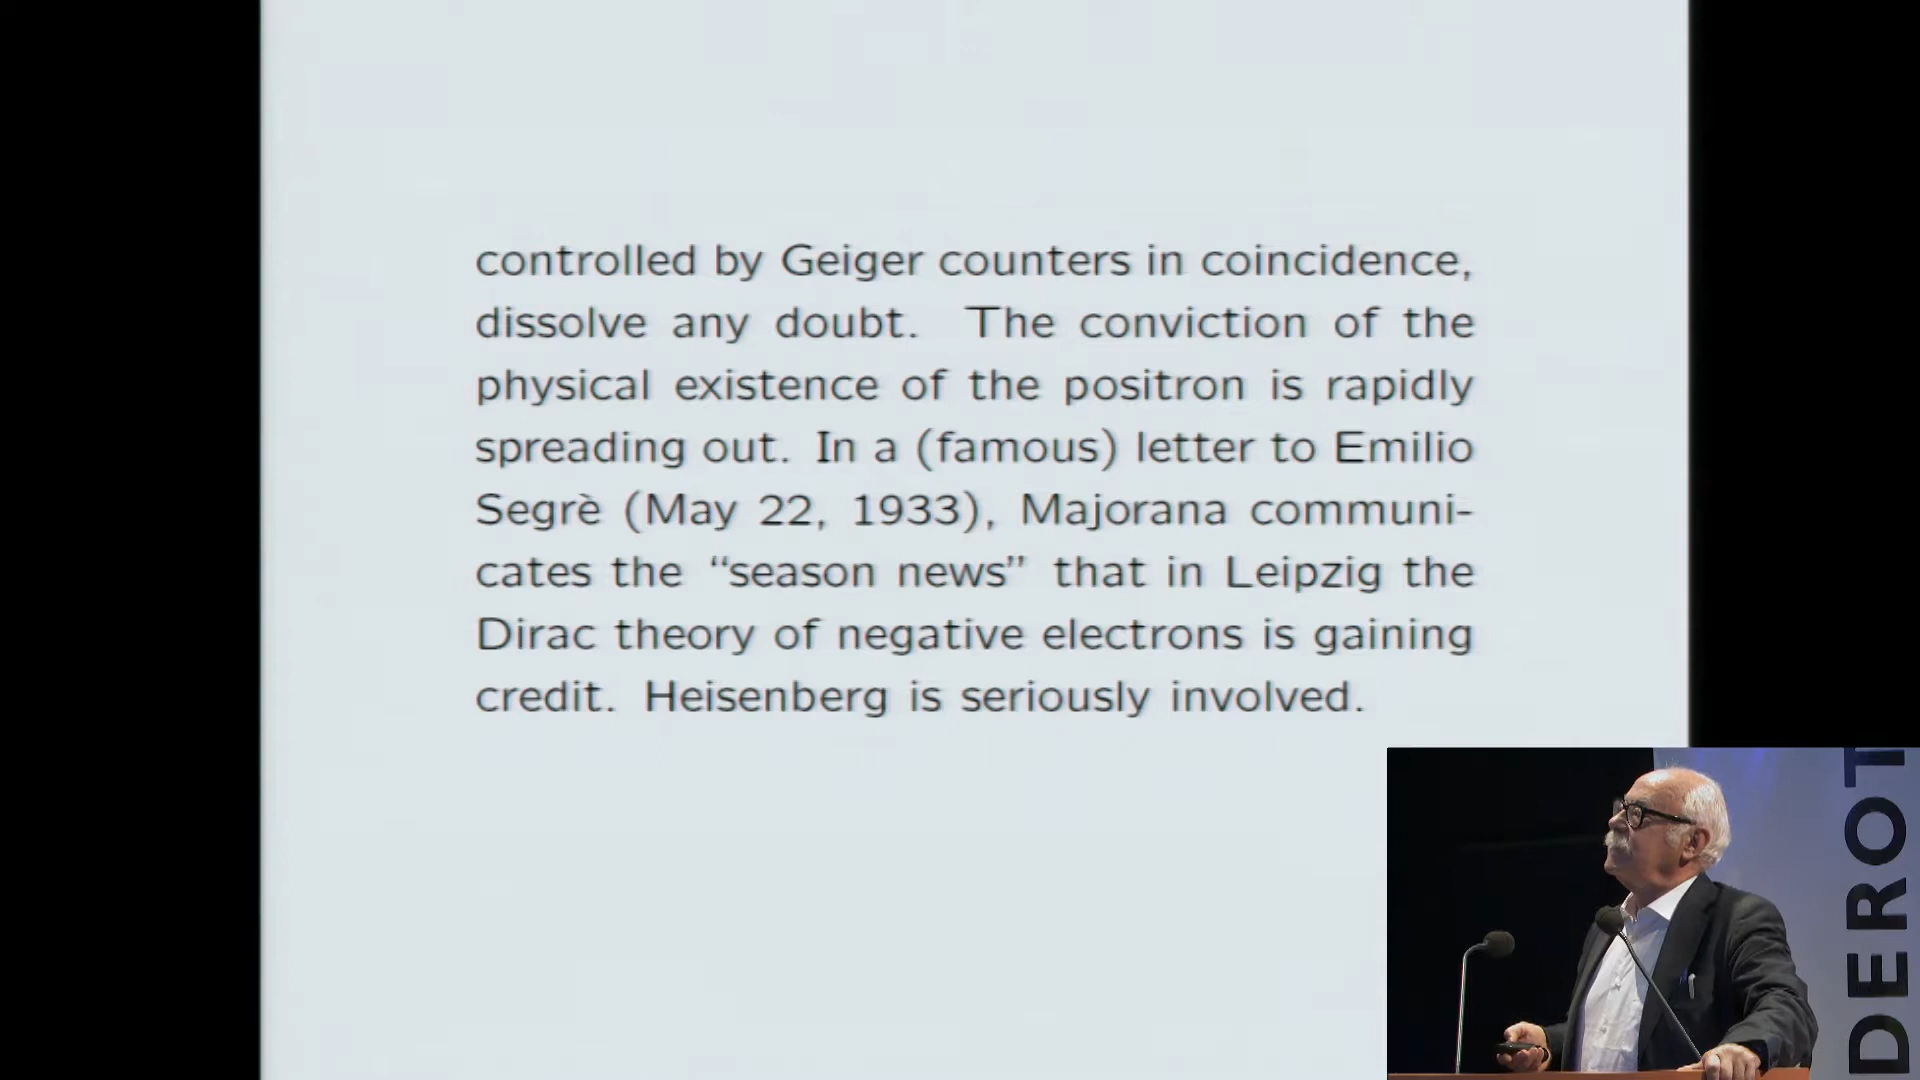 controlled by Geiger counters in coincidence,
dissolve any doubt. The conviction of the
physical existence of the positron is rapidly
spreading out. In a (famous) letter to Emilio
Segrè (May 22, 1933), Majorana communi-
cates the “season news” that in Leipzig the
Dirac theory of negative electrons is gaining
credit. Heisenberg is seriously involved.
DEROT